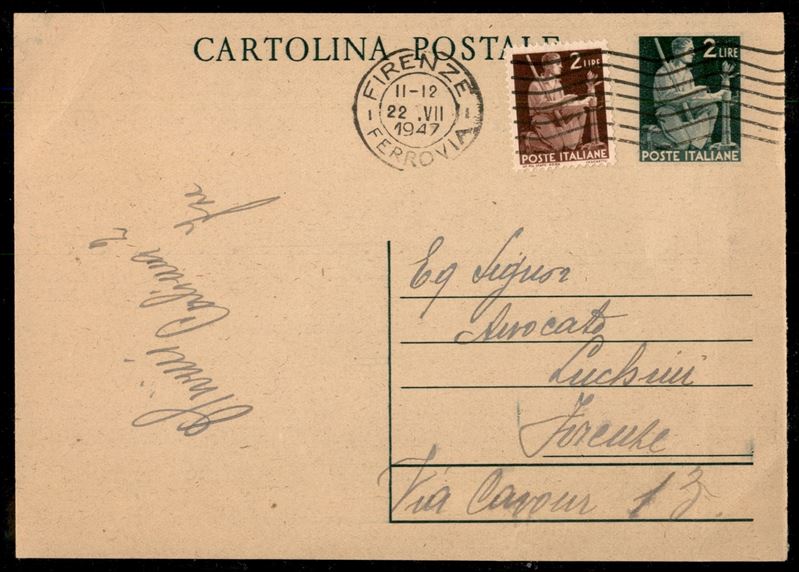 CARTOLINA POSTALE
FIRENZE
11-12
22 .VII
1947
FERROVIA
2 LIRE
POSTE ITALIANE
2 LIRE
POSTE ITALIANE
Eg Signor
Avvocato
Luchini
Firenze
Via Cavour 13